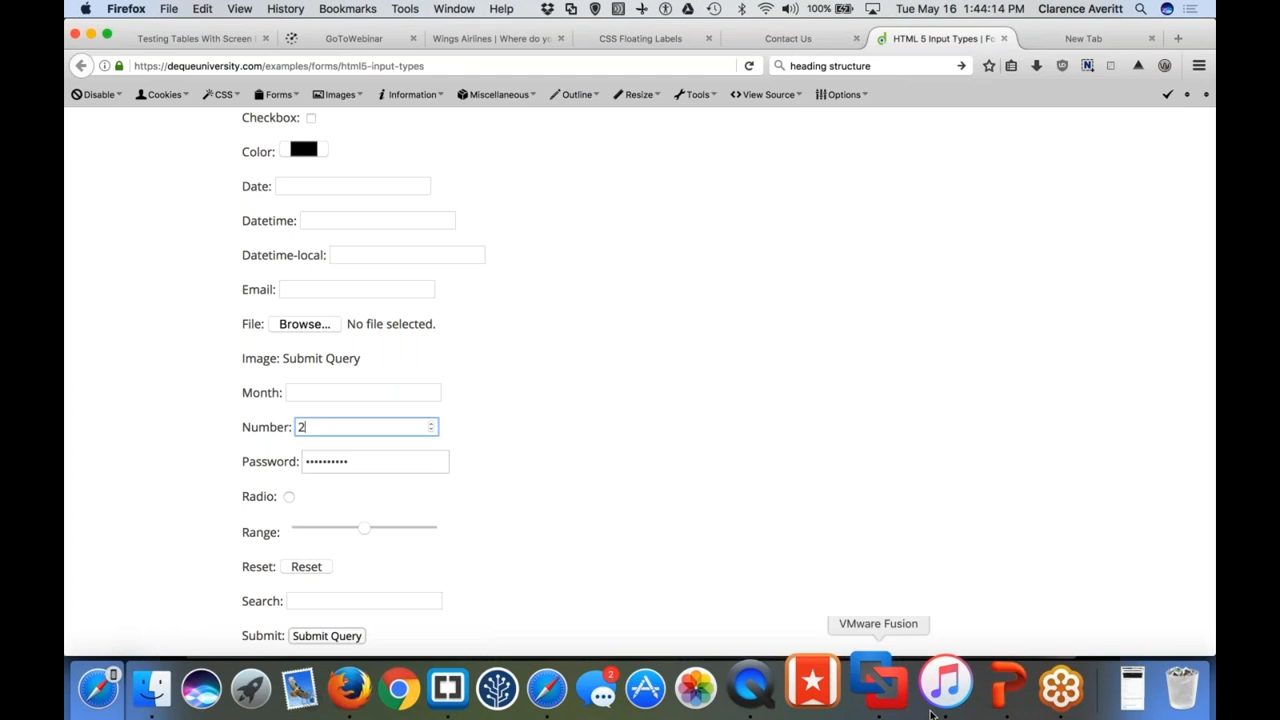 Firefox File Edit View History Bookmarks Tools Window Help 100% Tue May 16 1:44:14 PM Clarence Averitt
Testing Tables With Screen GoToWebinar Wings Airlines | Where do yo CSS Floating Labels Contact Us HTML 5 Input Types | Fo New Tab
https://dequeuniversity.com/examples/forms/html5-input-types heading structure
Disable Cookies CSS Forms Images Information Miscellaneous Outline Resize Tools View Source Options
Checkbox:
Color:
Date:
Datetime:
Datetime-local:
Email:
File: Browse... No file selected.
Image: Submit Query
Month:
Number: 2
Password: ••••••••••
Radio:
Range:
Reset: Reset
Search:
Submit: Submit Query
VMware Fusion
2